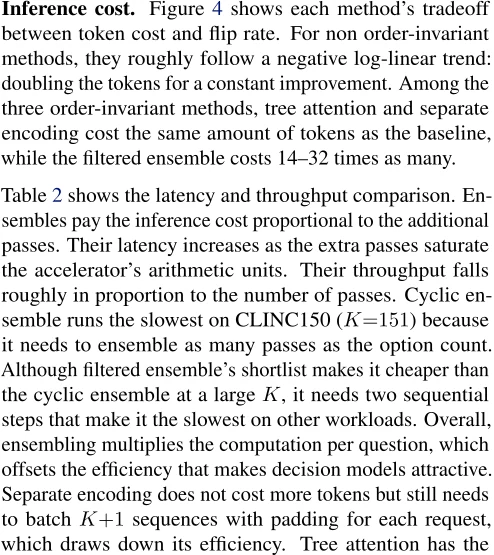 Inference cost. Figure 4 shows each method's tradeoff
between token cost and flip rate. For non order-invariant
methods, they roughly follow a negative log-linear trend:
doubling the tokens for a constant improvement. Among the
three order-invariant methods, tree attention and separate
encoding cost the same amount of tokens as the baseline,
while the filtered ensemble costs 14–32 times as many.
Table 2 shows the latency and throughput comparison. En-
sembles pay the inference cost proportional to the additional
passes. Their latency increases as the extra passes saturate
the accelerator's arithmetic units. Their throughput falls
roughly in proportion to the number of passes. Cyclic en-
semble runs the slowest on CLINC150 (K=151) because
it needs to ensemble as many passes as the option count.
Although filtered ensemble's shortlist makes it cheaper than
the cyclic ensemble at a large K, it needs two sequential
steps that make it the slowest on other workloads. Overall,
ensembling multiplies the computation per question, which
offsets the efficiency that makes decision models attractive.
Separate encoding does not cost more tokens but still needs
to batch K+1 sequences with padding for each request,
which draws down its efficiency. Tree attention has the